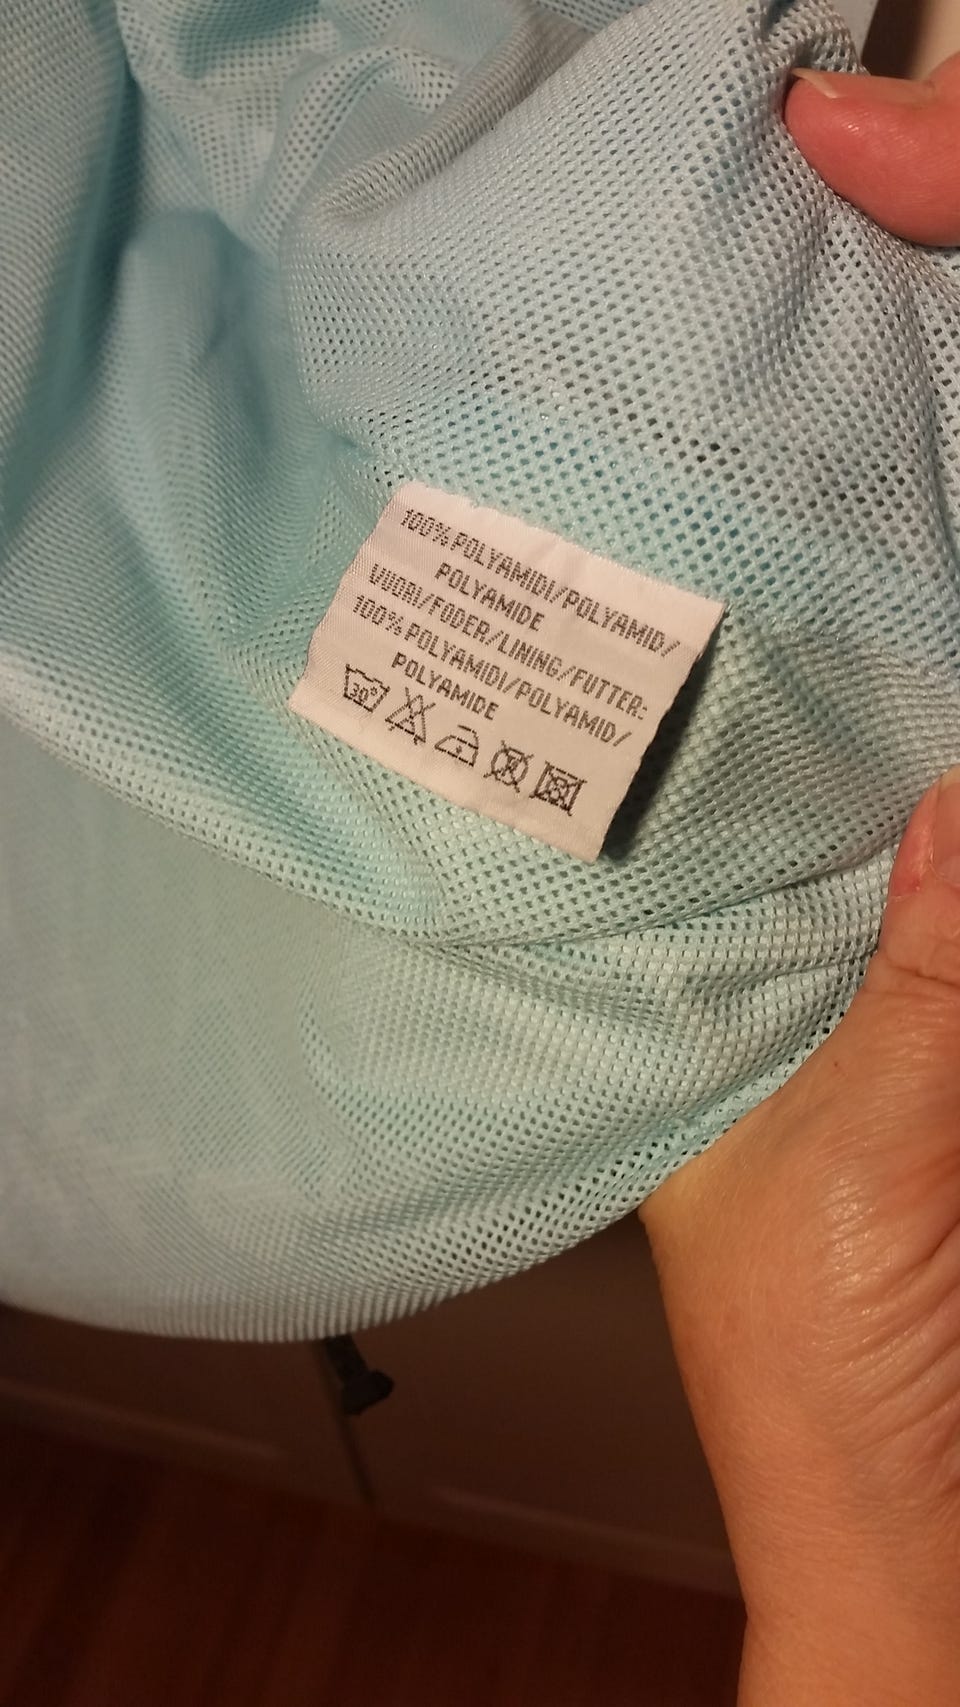 100% POLYAMIDI/POLYAMID/
POLYAMIDE
VUORI/FODER/LINING/FUTTER:
100% POLYAMIDI/POLYAMID/
POLYAMIDE
30°